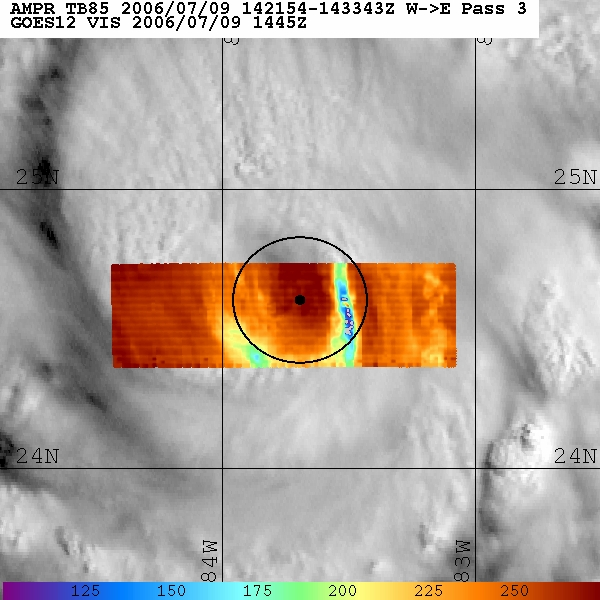 AMPR TB85 2006/07/09 142154-143343Z W->E Pass 3
GOES12 VIS 2006/07/09 1445Z
25N 25N
24N 24N
84W 83W
125 150 175 200 225 250